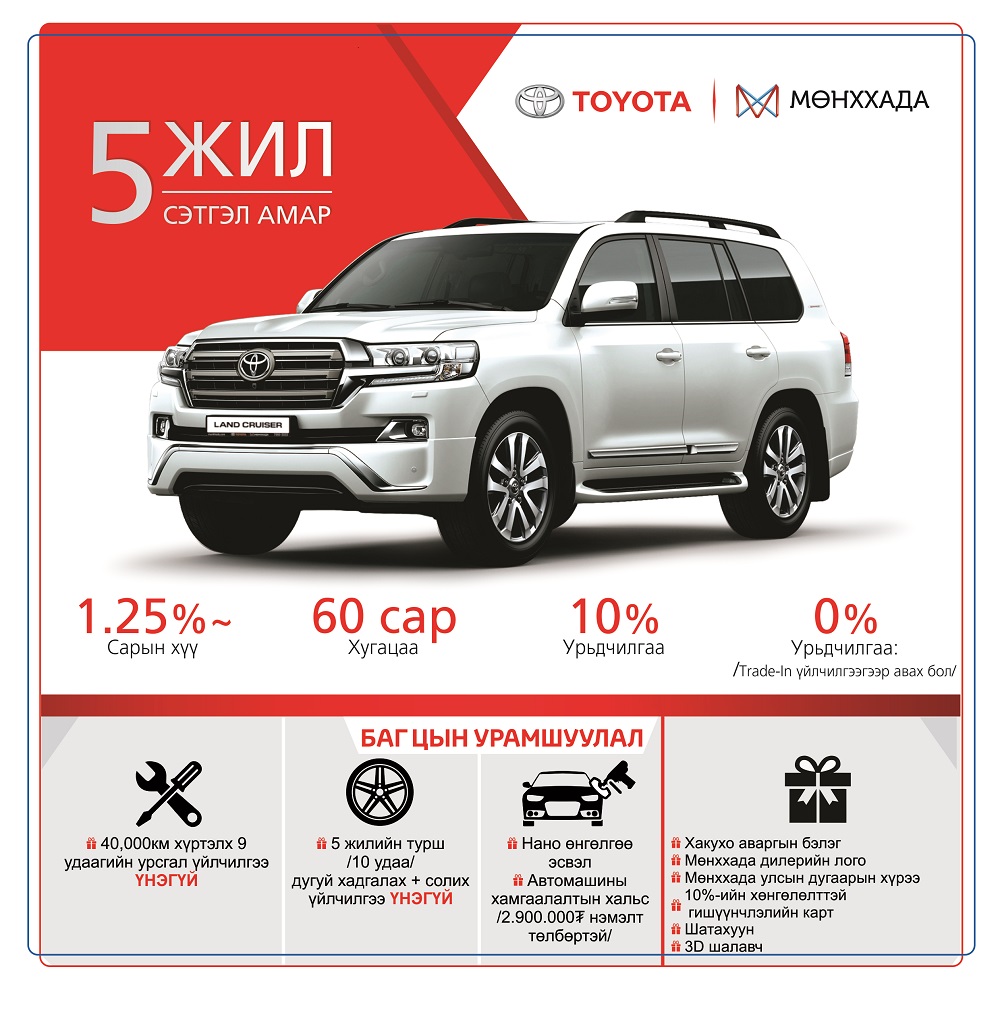 TOYOTA
МӨНХХАДА
5 ЖИЛ
СЭТГЭЛ АМАР
LAND CRUISER
1.25%~
Сарын хүү
60 сар
Хугацаа
10%
Урьдчилгаа
0%
Урьдчилгаа:
/Trade-In үйлчилгээгээр авах бол/
БАГЦЫН УРАМШУУЛАЛ
40,000км хүртэлх 9
удаагийн урсгал үйлчилгээ
ҮНЭГҮЙ
5 жилийн турш
/10 удаа/
дугуй хадгалах + солих
үйлчилгээ ҮНЭГҮЙ
Нано өнгөлгөө
эсвэл
Автомашины
хамгаалалтын хальс
/2.900.000₮ нэмэлт
төлбөртэй/
Хакухо аваргын бэлэг
Мөнххада дилерийн лого
Мөнххада улсын дугаарын хүрээ
10%-ийн хөнгөлөлттэй
гишүүнчлэлийн карт
Шатахуун
3D шалавч